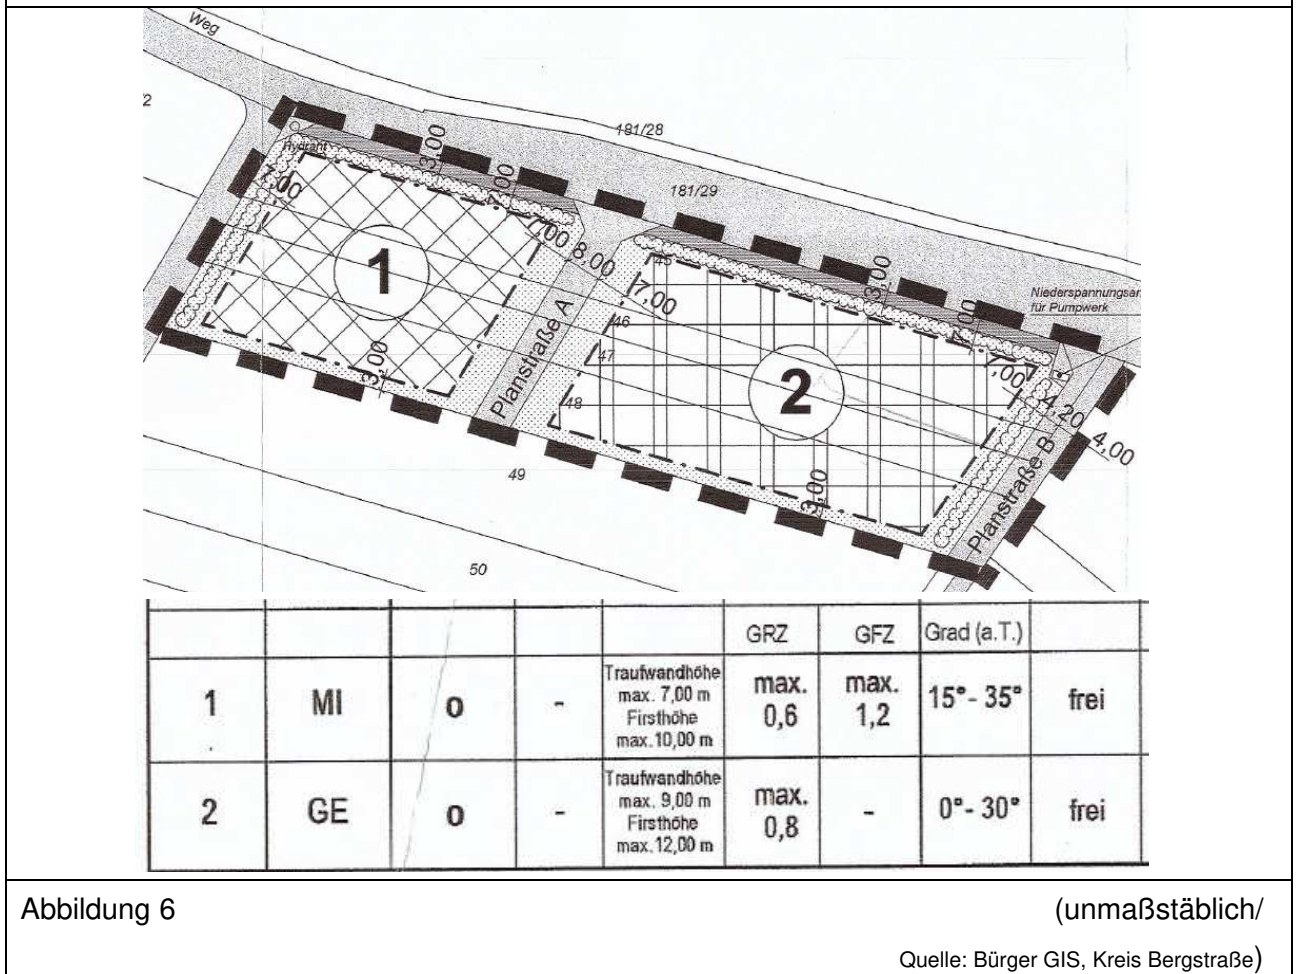 Weg
181/28
Hydrant
3,00
7,00
7,00
181/29
1
7,00
8,00
7,00
3,00
Niederspannungsan
für Pumpwerk
45
46
47
48
Planstraße A
3,00
2
4,00
7,00
4,20
4,00
3,00
Planstraße B
49
50
GRZ GFZ Grad (a.T.)
1 MI o - Traufwandhöhe max. 7,00 m Firsthöhe max.10,00 m max. 0,6 max. 1,2 15°- 35° frei
2 GE o - Traufwandhöhe max. 9,00 m Firsthöhe max.12,00 m max. 0,8 - 0°- 30° frei
Abbildung 6 (unmaßstäblich/
Quelle: Bürger GIS, Kreis Bergstraße)